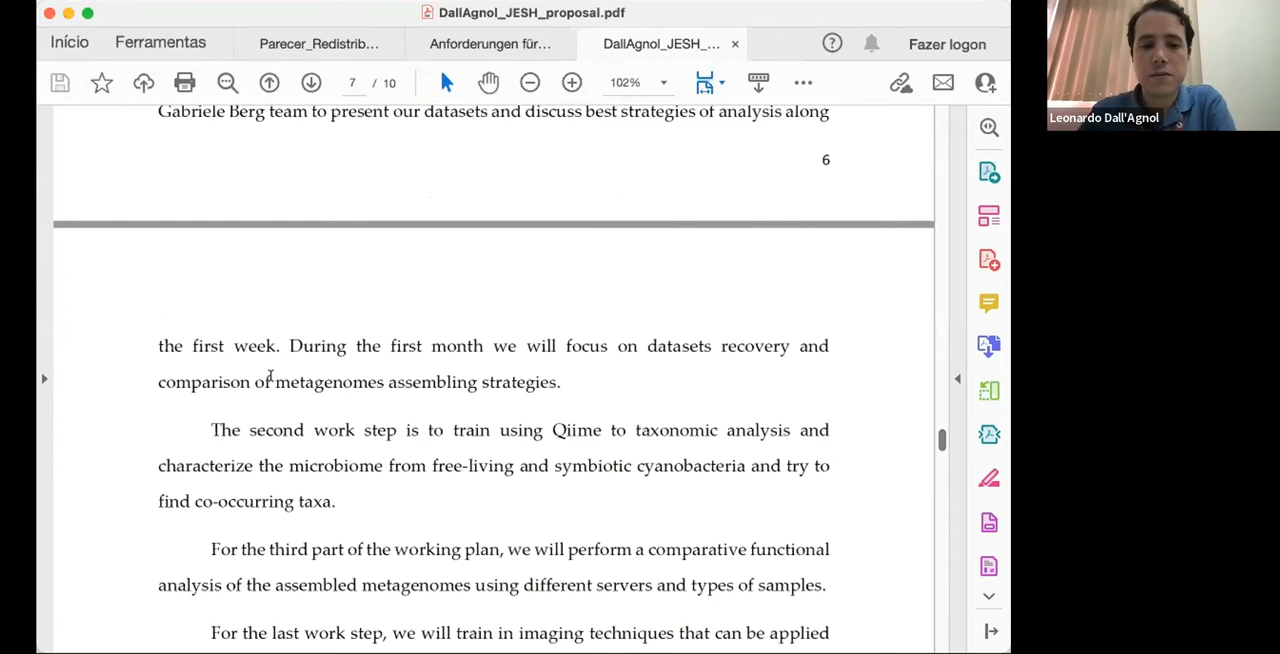 DallAgnol_JESH_proposal.pdf
Início Ferramentas Parecer_Redistrib... Anforderungen für... DallAgnol_JESH_... × Fazer logon
7 / 10 102%
Leonardo Dall'Agnol
Gabriele Berg team to present our datasets and discuss best strategies of analysis along
6
the first week. During the first month we will focus on datasets recovery and
comparison of metagenomes assembling strategies.
The second work step is to train using Qiime to taxonomic analysis and
characterize the microbiome from free-living and symbiotic cyanobacteria and try to
find co-occurring taxa.
For the third part of the working plan, we will perform a comparative functional
analysis of the assembled metagenomes using different servers and types of samples.
For the last work step, we will train in imaging techniques that can be applied